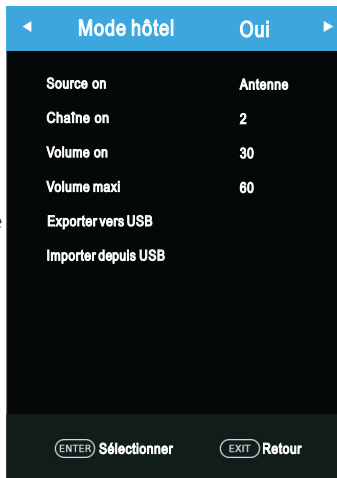 Mode hôtel Oui
Source on Antenne
Chaîne on 2
Volume on 30
Volume maxi 60
Exporter vers USB
Importer depuis USB
ENTER Sélectionner EXIT Retour